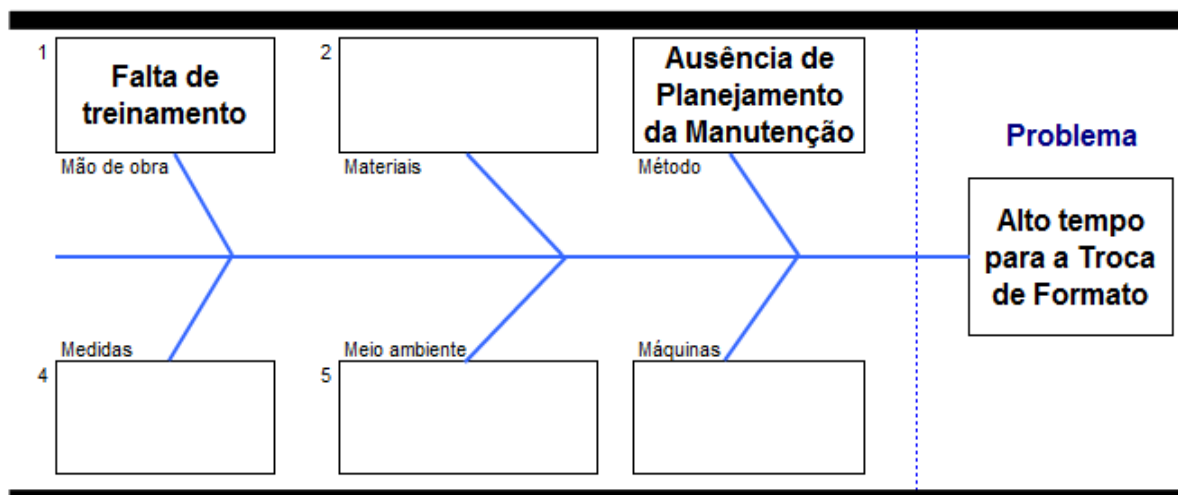 1
Falta de
treinamento
Mão de obra
2
Materiais
Ausência de
Planejamento
da Manutenção
Método
Problema
Alto tempo
para a Troca
de Formato
Medidas
4
Meio ambiente
5
Máquinas